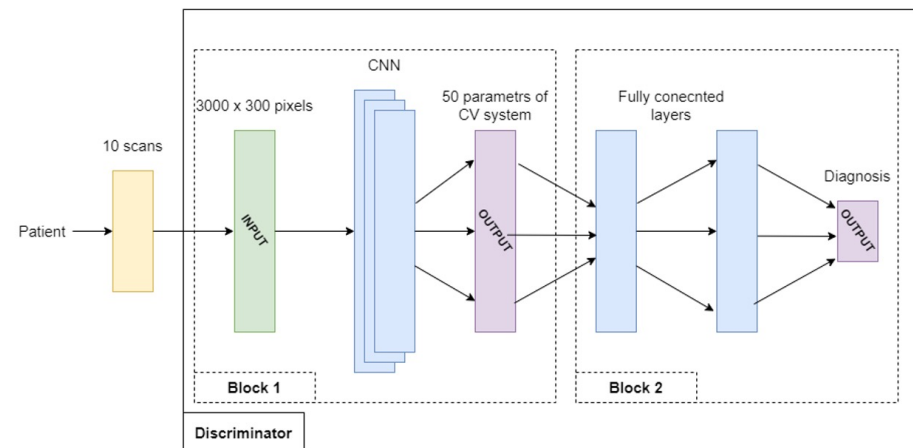 Patient
10 scans
3000 x 300 pixels
INPUT
CNN
50 parametrs of
CV system
OUTPUT
Block 1
Fully conecnted
layers
Diagnosis
OUTPUT
Block 2
Discriminator